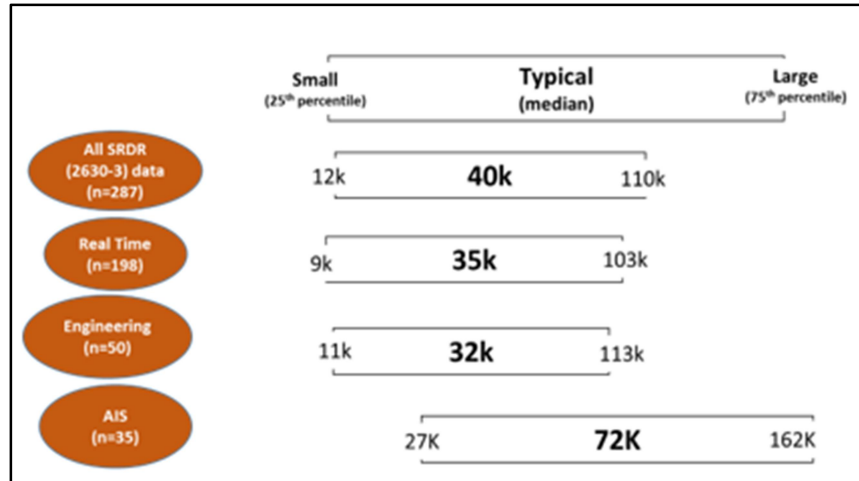 Small
(25th percentile)
Typical
(median)
Large
(75th percentile)
All SRDR
(2630-3) data
(n=287)
12k
40k
110k
Real Time
(n=198)
9k
35k
103k
Engineering
(n=50)
11k
32k
113k
AIS
(n=35)
27K
72K
162K